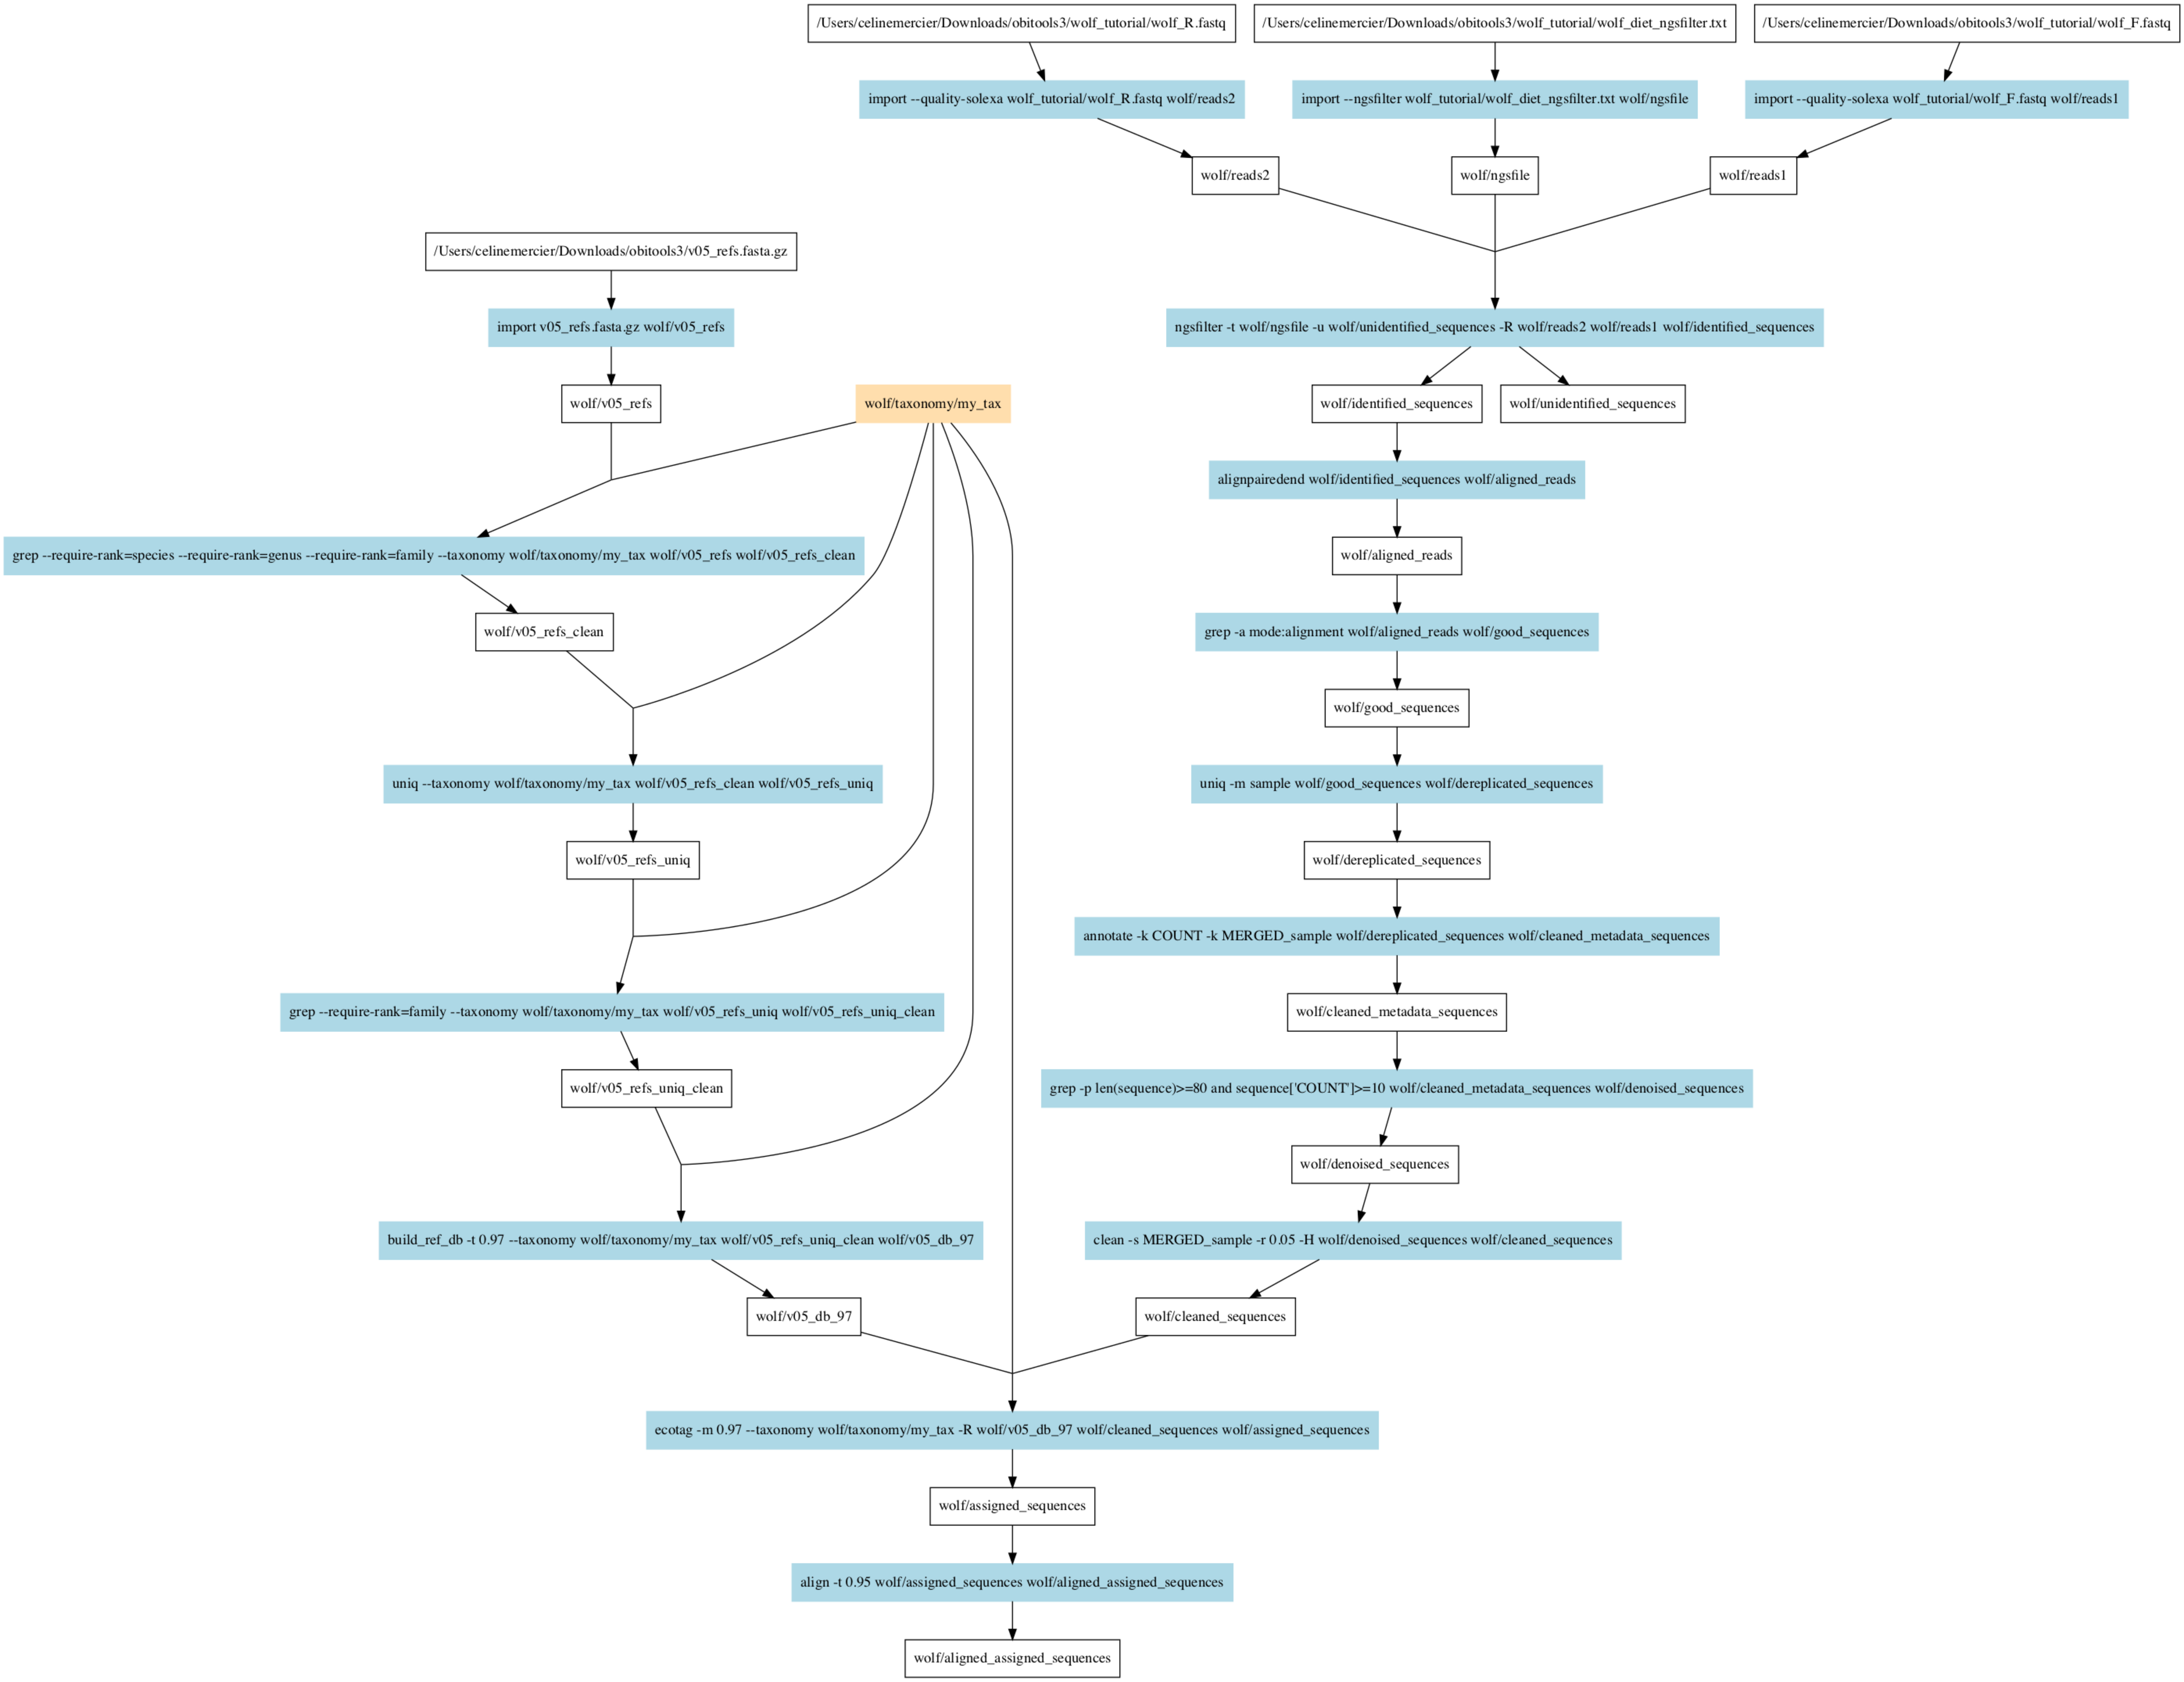 /Users/celinemercier/Downloads/obitools3/wolf_tutorial/wolf_R.fastq
/Users/celinemercier/Downloads/obitools3/wolf_tutorial/wolf_diet_ngsfilter.txt
/Users/celinemercier/Downloads/obitools3/wolf_tutorial/wolf_F.fastq
import --quality-solexa wolf_tutorial/wolf_R.fastq wolf/reads2
import --ngsfilter wolf_tutorial/wolf_diet_ngsfilter.txt wolf/ngsfile
import --quality-solexa wolf_tutorial/wolf_F.fastq wolf/reads1
wolf/reads2
wolf/ngsfile
wolf/reads1
/Users/celinemercier/Downloads/obitools3/v05_refs.fasta.gz
import v05_refs.fasta.gz wolf/v05_refs
ngsfilter -t wolf/ngsfile -u wolf/unidentified_sequences -R wolf/reads2 wolf/reads1 wolf/identified_sequences
wolf/v05_refs
wolf/taxonomy/my_tax
wolf/identified_sequences
wolf/unidentified_sequences
alignpairedend wolf/identified_sequences wolf/aligned_reads
grep --require-rank=species --require-rank=genus --require-rank=family --taxonomy wolf/taxonomy/my_tax wolf/v05_refs wolf/v05_refs_clean
wolf/aligned_reads
wolf/v05_refs_clean
grep -a mode:alignment wolf/aligned_reads wolf/good_sequences
wolf/good_sequences
uniq --taxonomy wolf/taxonomy/my_tax wolf/v05_refs_clean wolf/v05_refs_uniq
uniq -m sample wolf/good_sequences wolf/dereplicated_sequences
wolf/v05_refs_uniq
wolf/dereplicated_sequences
annotate -k COUNT -k MERGED_sample wolf/dereplicated_sequences wolf/cleaned_metadata_sequences
grep --require-rank=family --taxonomy wolf/taxonomy/my_tax wolf/v05_refs_uniq wolf/v05_refs_uniq_clean
wolf/cleaned_metadata_sequences
wolf/v05_refs_uniq_clean
grep -p len(sequence)>=80 and sequence['COUNT']>=10 wolf/cleaned_metadata_sequences wolf/denoised_sequences
wolf/denoised_sequences
build_ref_db -t 0.97 --taxonomy wolf/taxonomy/my_tax wolf/v05_refs_uniq_clean wolf/v05_db_97
clean -s MERGED_sample -r 0.05 -H wolf/denoised_sequences wolf/cleaned_sequences
wolf/v05_db_97
wolf/cleaned_sequences
ecotag -m 0.97 --taxonomy wolf/taxonomy/my_tax -R wolf/v05_db_97 wolf/cleaned_sequences wolf/assigned_sequences
wolf/assigned_sequences
align -t 0.95 wolf/assigned_sequences wolf/aligned_assigned_sequences
wolf/aligned_assigned_sequences